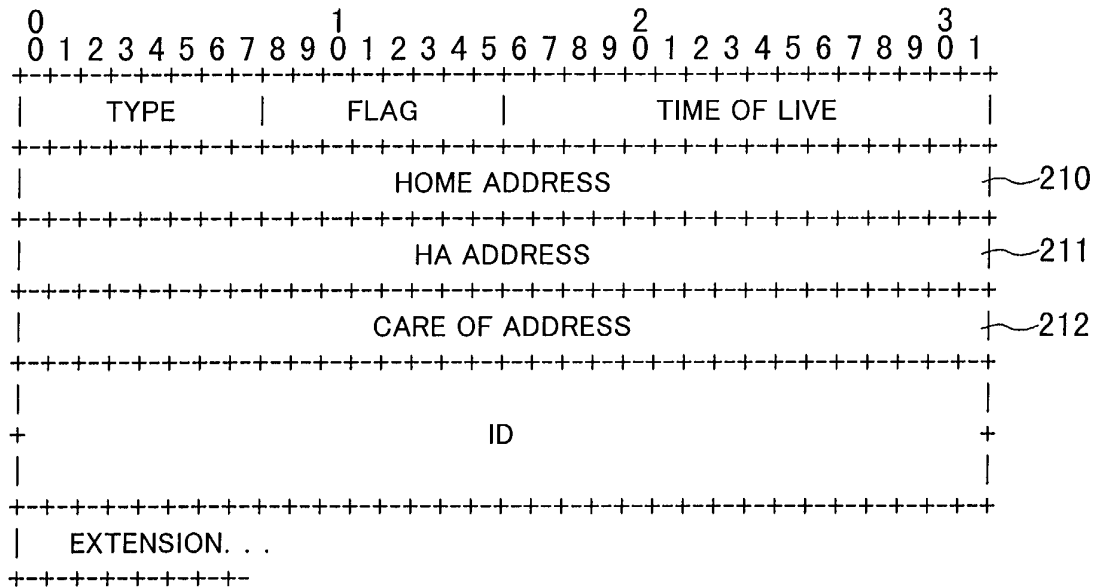 0 1 2 3
0 1 2 3 4 5 6 7 8 9 0 1 2 3 4 5 6 7 8 9 0 1 2 3 4 5 6 7 8 9 0 1
+-+-+-+-+-+-+-+-+-+-+-+-+-+-+-+-+-+-+-+-+-+-+-+-+-+-+-+-+-+-+-+-+
| TYPE | FLAG | TIME OF LIVE |
+-+-+-+-+-+-+-+-+-+-+-+-+-+-+-+-+-+-+-+-+-+-+-+-+-+-+-+-+-+-+-+-+
| HOME ADDRESS | 210
+-+-+-+-+-+-+-+-+-+-+-+-+-+-+-+-+-+-+-+-+-+-+-+-+-+-+-+-+-+-+-+-+
| HA ADDRESS | 211
+-+-+-+-+-+-+-+-+-+-+-+-+-+-+-+-+-+-+-+-+-+-+-+-+-+-+-+-+-+-+-+-+
| CARE OF ADDRESS | 212
+-+-+-+-+-+-+-+-+-+-+-+-+-+-+-+-+-+-+-+-+-+-+-+-+-+-+-+-+-+-+-+-+
| |
+ ID +
| |
+-+-+-+-+-+-+-+-+-+-+-+-+-+-+-+-+-+-+-+-+-+-+-+-+-+-+-+-+-+-+-+-+
| EXTENSION. . .
+-+-+-+-+-+-+-+-